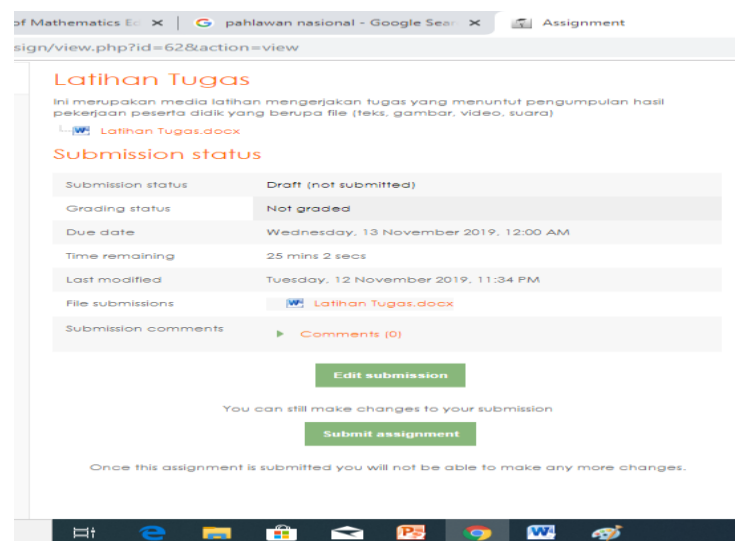 of Mathematics Ed
pahlawan nasional - Google Sear
Assignment
sign/view.php?id=628&action=view
Latihan Tugas
Ini merupakan media latihan mengerjakan tugas yang menuntut pengumpulan hasil
pekerjaan peserta didik yang berupa file (teks, gambar, video, suara)
Latihan Tugas.docx
Submission status
Submission status Draft (not submitted)
Grading status Not graded
Due date Wednesday, 13 November 2019, 12:00 AM
Time remaining 25 mins 2 secs
Last modified Tuesday, 12 November 2019, 11:34 PM
File submissions Latihan Tugas.docx
Submission comments Comments (0)
Edit submission
You can still make changes to your submission
Submit assignment
Once this assignment is submitted you will not be able to make any more changes.